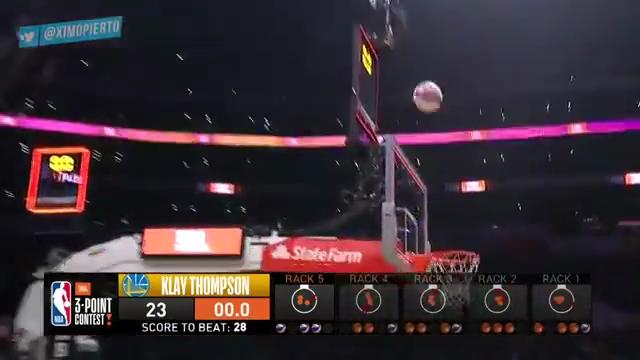 @XIMOPIERTO
State Farm
NBA
JBL
3-POINT
CONTEST
KLAY THOMPSON
23 00.0
SCORE TO BEAT: 28
RACK 5 RACK 4 RACK 3 RACK 2 RACK 1